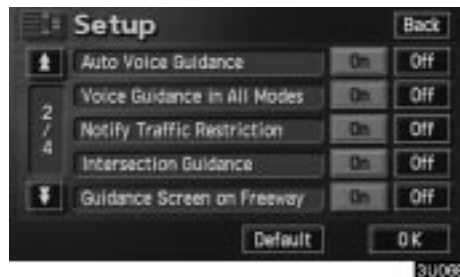 Setup Back
Auto Voice Guidance On Off
Voice Guidance in All Modes On Off
2/4
Notify Traffic Restriction On Off
Intersection Guidance On Off
Guidance Screen on Freeway On Off
Default OK